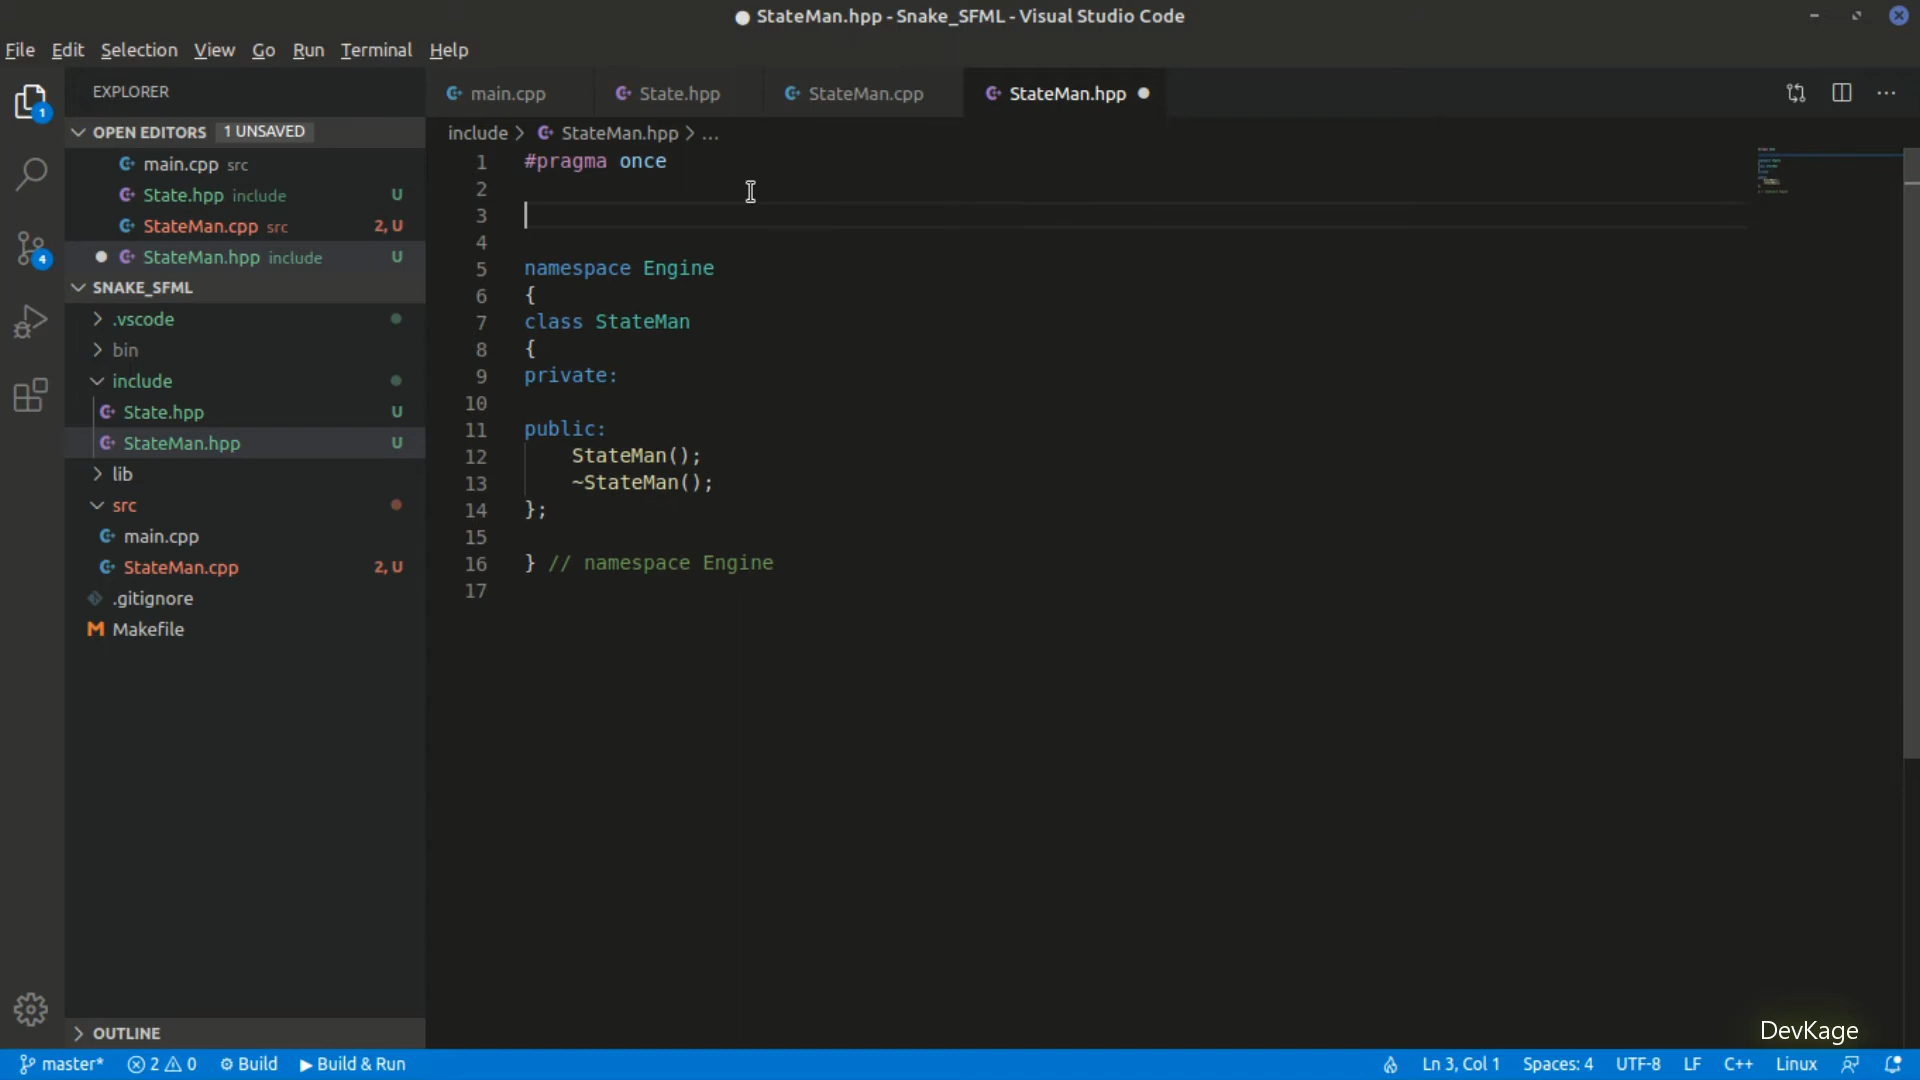 ● StateMan.hpp - Snake_SFML - Visual Studio Code
File Edit Selection View Go Run Terminal Help
EXPLORER
OPEN EDITORS 1 UNSAVED
main.cpp src
State.hpp include U
StateMan.cpp src 2, U
StateMan.hpp include U
SNAKE_SFML
.vscode
bin
include
State.hpp U
StateMan.hpp U
lib
src
main.cpp
StateMan.cpp 2, U
.gitignore
Makefile
OUTLINE
1
4
main.cpp State.hpp StateMan.cpp StateMan.hpp ●
include > StateMan.hpp > ...
1 #pragma once
2
3
4
5 namespace Engine
6 {
7 class StateMan
8 {
9 private:
10
11 public:
12 StateMan();
13 ~StateMan();
14 };
15
16 } // namespace Engine
17
DevKage
master* 2 0 Build Build & Run Ln 3, Col 1 Spaces: 4 UTF-8 LF C++ Linux